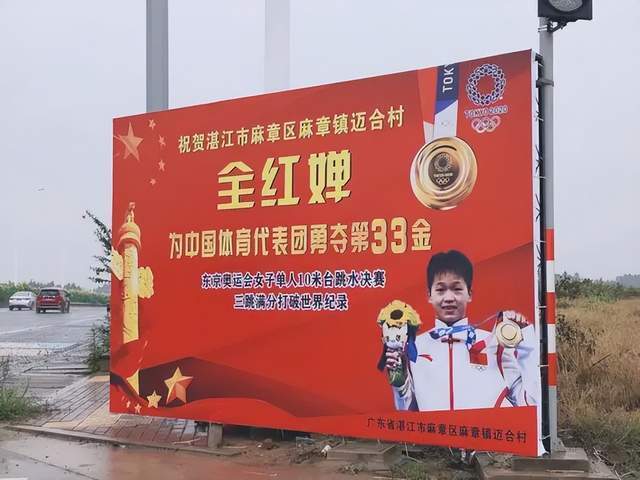 祝贺湛江市麻章区麻章镇迈合村
全红婵
为中国体育代表团勇夺第33金
东京奥运会女子单人10米台跳水决赛
三跳满分打破世界纪录
广东省湛江市麻章区麻章镇迈合村
TOKYO
TOKYO 2020